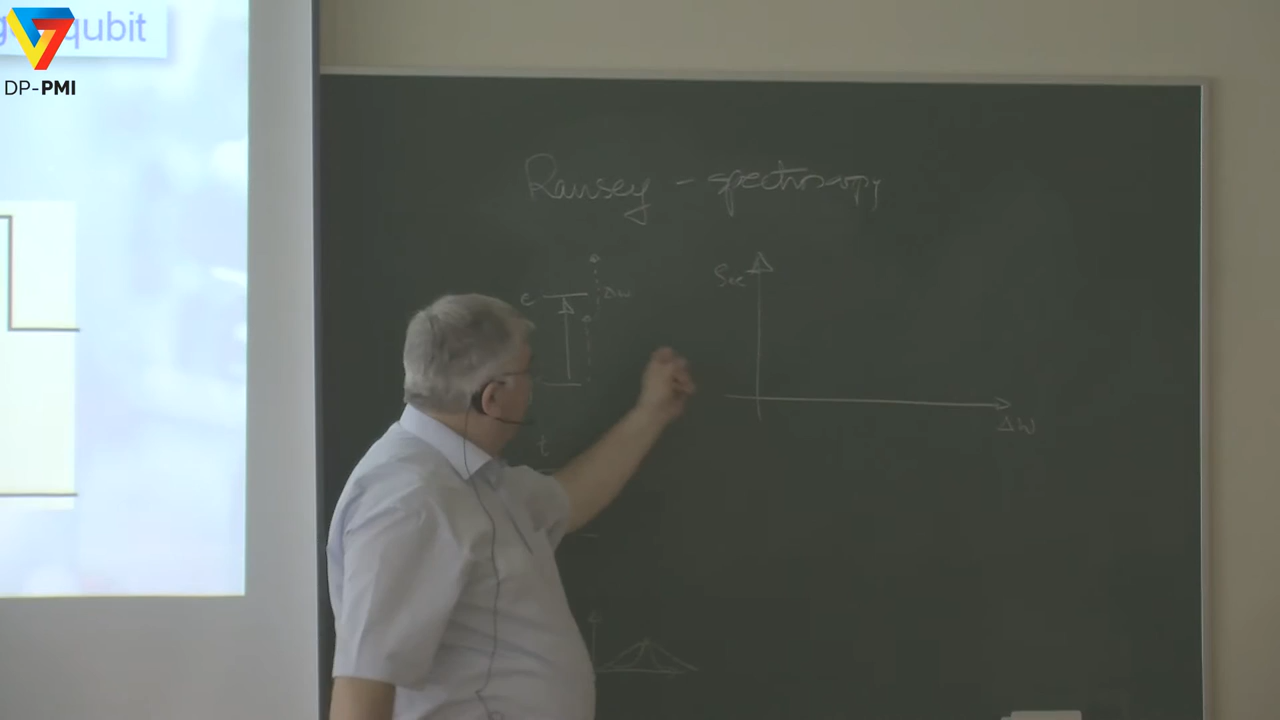 qubit
DP-PMI
Ramsey - spectroscopy
e
Δω
t
Δω